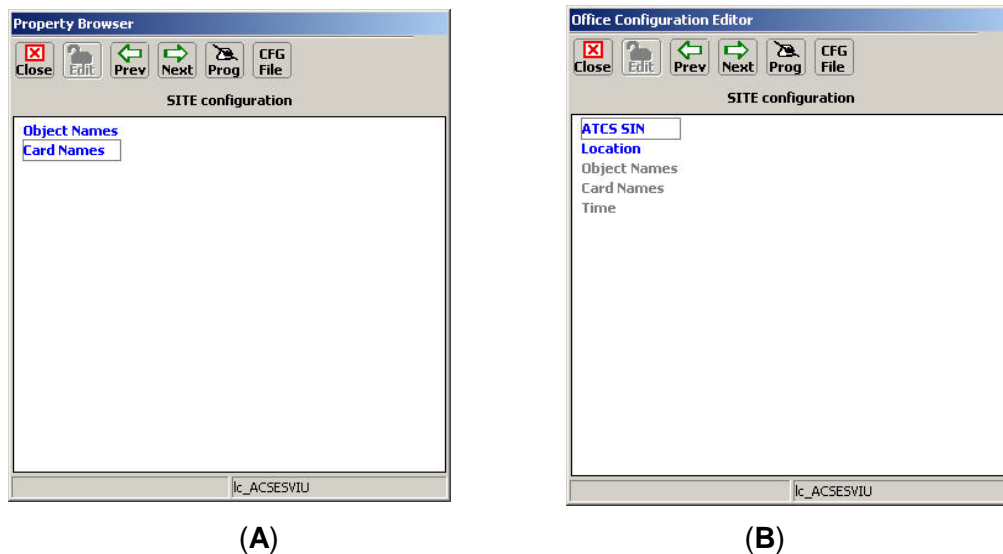 Property Browser
Close Edit Prev Next Prog CFG File
SITE configuration
Object Names
Card Names
lc_ACSESVIU
(A)
Office Configuration Editor
Close Edit Prev Next Prog CFG File
SITE configuration
ATCS SIN
Location
Object Names
Card Names
Time
lc_ACSESVIU
(B)